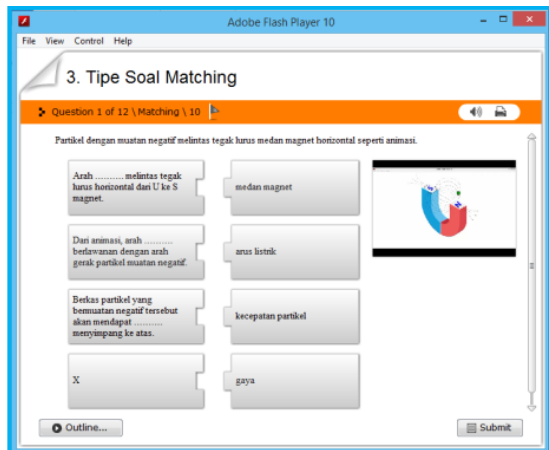 Adobe Flash Player 10
File View Control Help
3. Tipe Soal Matching
Question 1 of 12 \ Matching \ 10
Partikel dengan muatan negatif melintas tegak lurus medan magnet horizontal seperti animasi.
Arah .......... melintas tegak
lurus horizontal dari U ke S
magnet.
medan magnet
Dari animasi, arah ..........
berlawanan dengan arah
gerak partikel muatan negatif.
arus listrik
Berkas partikel yang
bermuatan negatif tersebut
akan mendapat ..........
menyimpang ke atas.
kecepatan partikel
X
gaya
Outline...
Submit